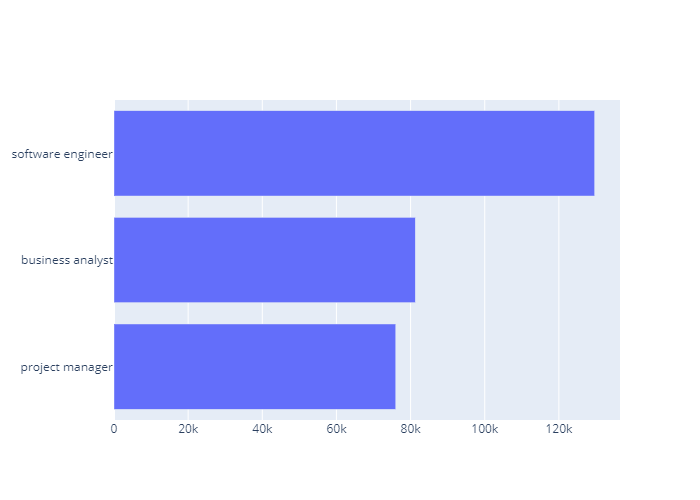 software engineer
business analyst
project manager
0 20k 40k 60k 80k 100k 120k